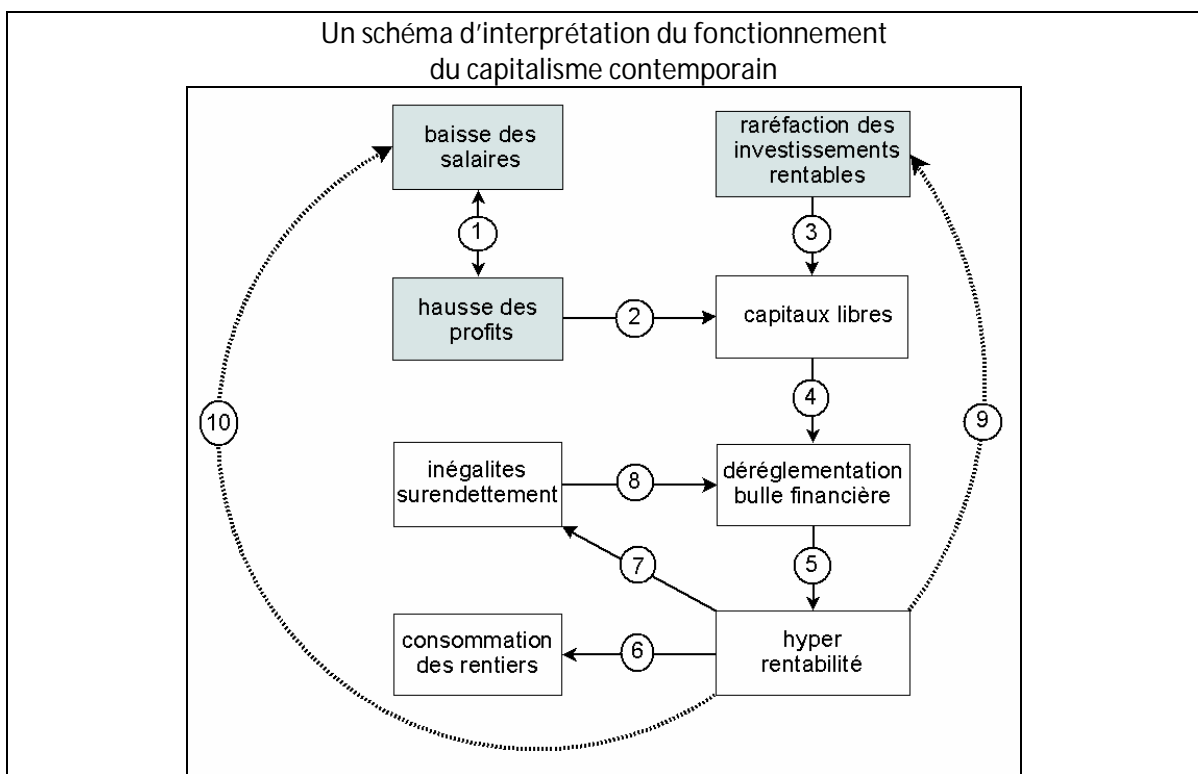 Un schéma d'interprétation du fonctionnement
du capitalisme contemporain
baisse des
salaires
raréfaction des
investissements
rentables
1
3
hausse des
profits
2
capitaux libres
4
10
9
inégalites
surendettement
8
déréglementation
bulle financière
7
5
consommation
des rentiers
6
hyper
rentabilité